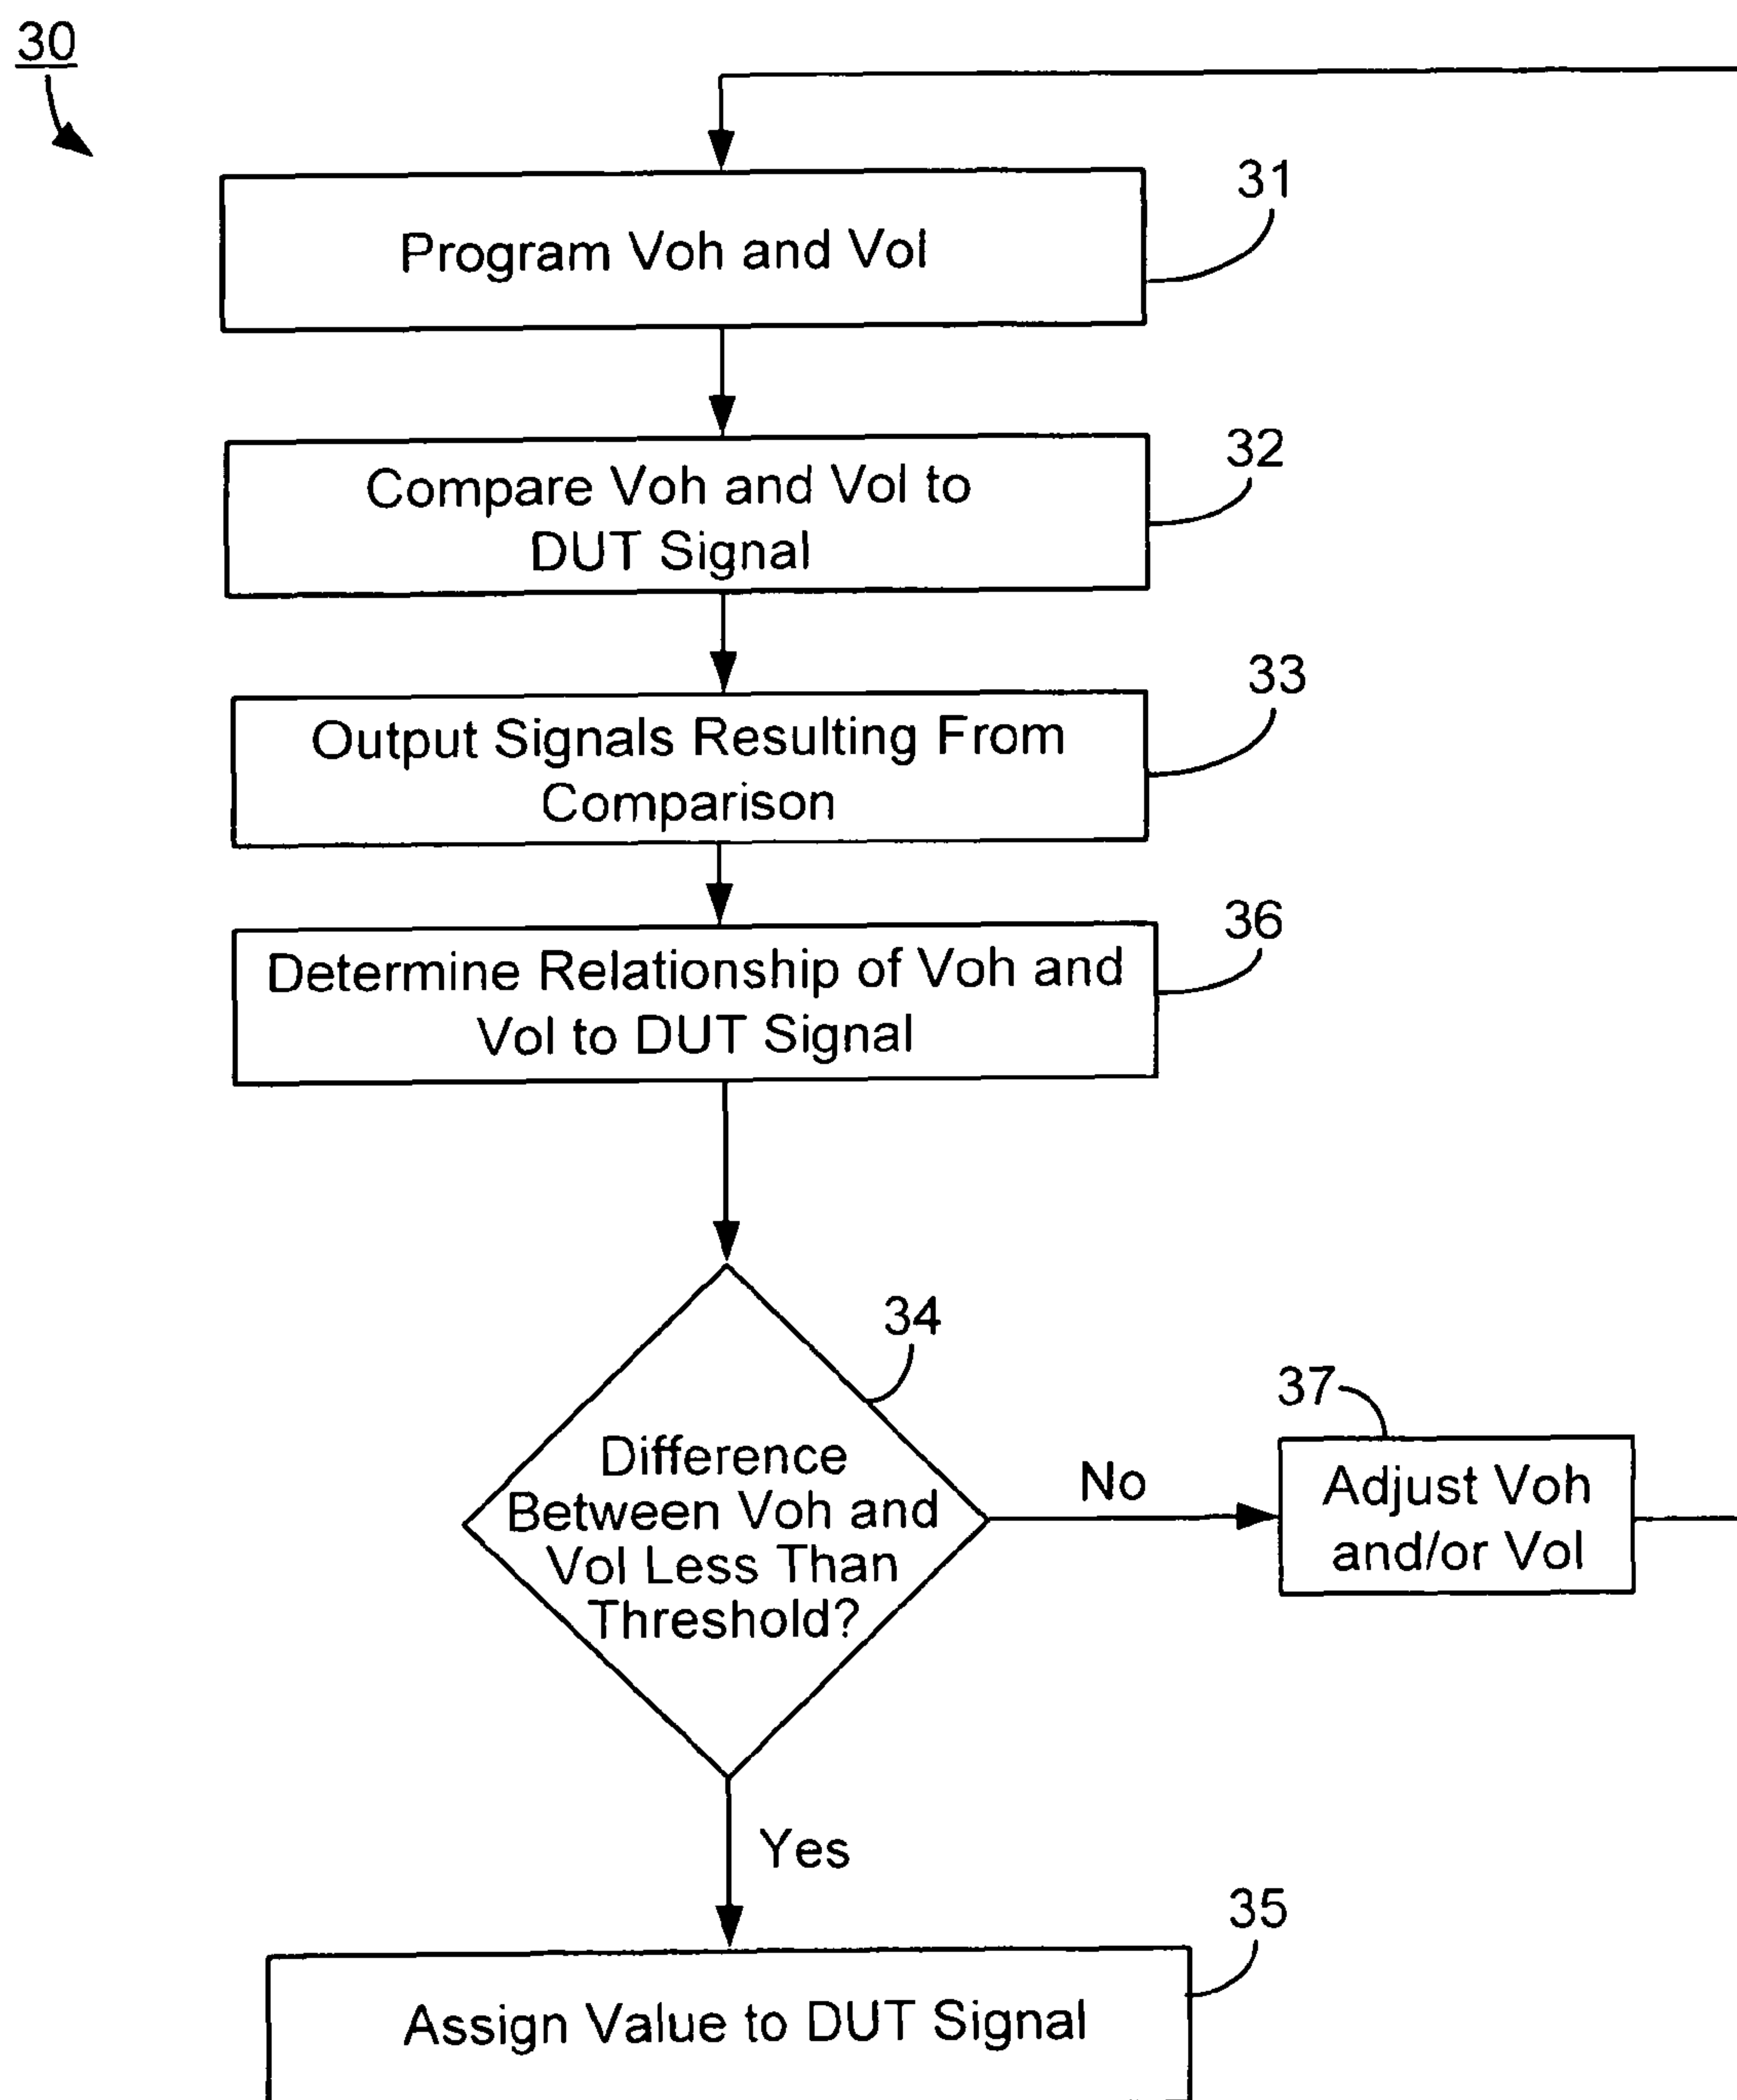 30
31
Program Voh and Vol
32
Compare Voh and Vol to
DUT Signal
33
Output Signals Resulting From
Comparison
36
Determine Relationship of Voh and
Vol to DUT Signal
34
Difference
Between Voh and
Vol Less Than
Threshold?
No
37
Adjust Voh
and/or Vol
Yes
35
Assign Value to DUT Signal